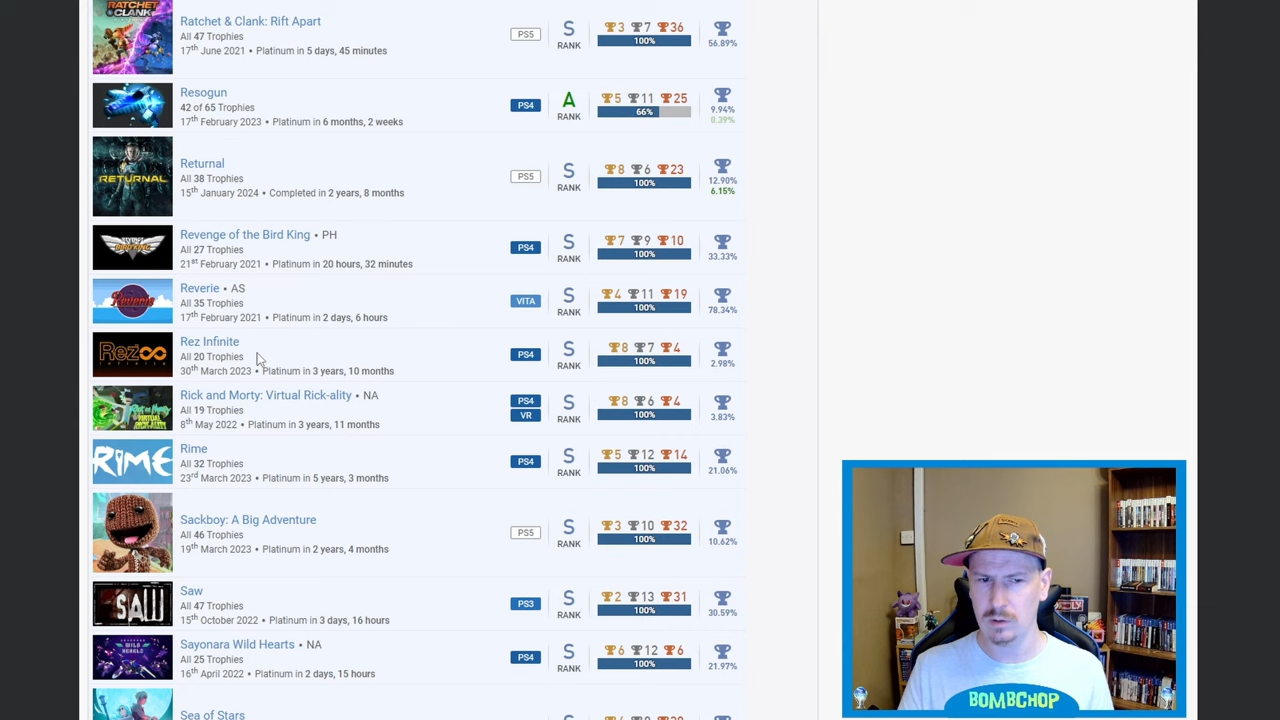 RATCHET
CLANK
Ratchet & Clank: Rift Apart
All 47 Trophies
17th June 2021 • Platinum in 5 days, 45 minutes
PS5
S
RANK
3 7 36
100%
56.89%
Resogun
42 of 65 Trophies
17th February 2023 • Platinum in 6 months, 2 weeks
PS4
A
RANK
5 11 25
66%
9.94%
0.39%
RETURNAL
Returnal
All 38 Trophies
15th January 2024 • Completed in 2 years, 8 months
PS5
S
RANK
8 6 23
100%
12.90%
6.15%
Revenge of the Bird King • PH
All 27 Trophies
21st February 2021 • Platinum in 20 hours, 32 minutes
PS4
S
RANK
7 9 10
100%
33.33%
Reverie
Reverie • AS
All 35 Trophies
17th February 2021 • Platinum in 2 days, 6 hours
VITA
S
RANK
4 11 19
100%
78.34%
Rez∞
INFINITE
Rez Infinite
All 20 Trophies
30th March 2023 • Platinum in 3 years, 10 months
PS4
S
RANK
8 7 4
100%
2.98%
Rick and Morty: Virtual Rick-ality • NA
All 19 Trophies
8th May 2022 • Platinum in 3 years, 11 months
PS4
VR
S
RANK
8 6 4
100%
3.83%
RiME
Rime
All 32 Trophies
23rd March 2023 • Platinum in 5 years, 3 months
PS4
S
RANK
5 12 14
100%
21.06%
Sackboy: A Big Adventure
All 46 Trophies
19th March 2023 • Platinum in 2 years, 4 months
PS5
S
RANK
3 10 32
100%
10.62%
SAW
Saw
All 47 Trophies
15th October 2022 • Platinum in 3 days, 16 hours
PS3
S
RANK
2 13 31
100%
30.59%
Sayonara Wild Hearts • NA
All 25 Trophies
16th April 2022 • Platinum in 2 days, 15 hours
PS4
S
RANK
6 12 6
100%
21.97%
Sea of Stars
BOMBCHOP